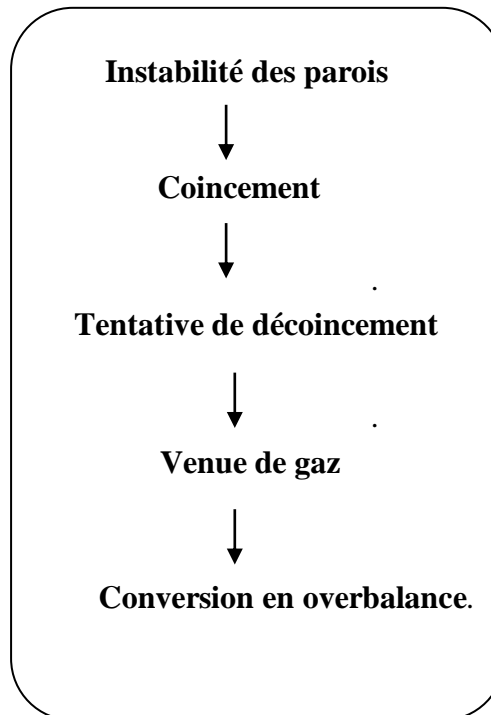 Instabilité des parois
Coincement
.
Tentative de décoincement
.
Venue de gaz
Conversion en overbalance.